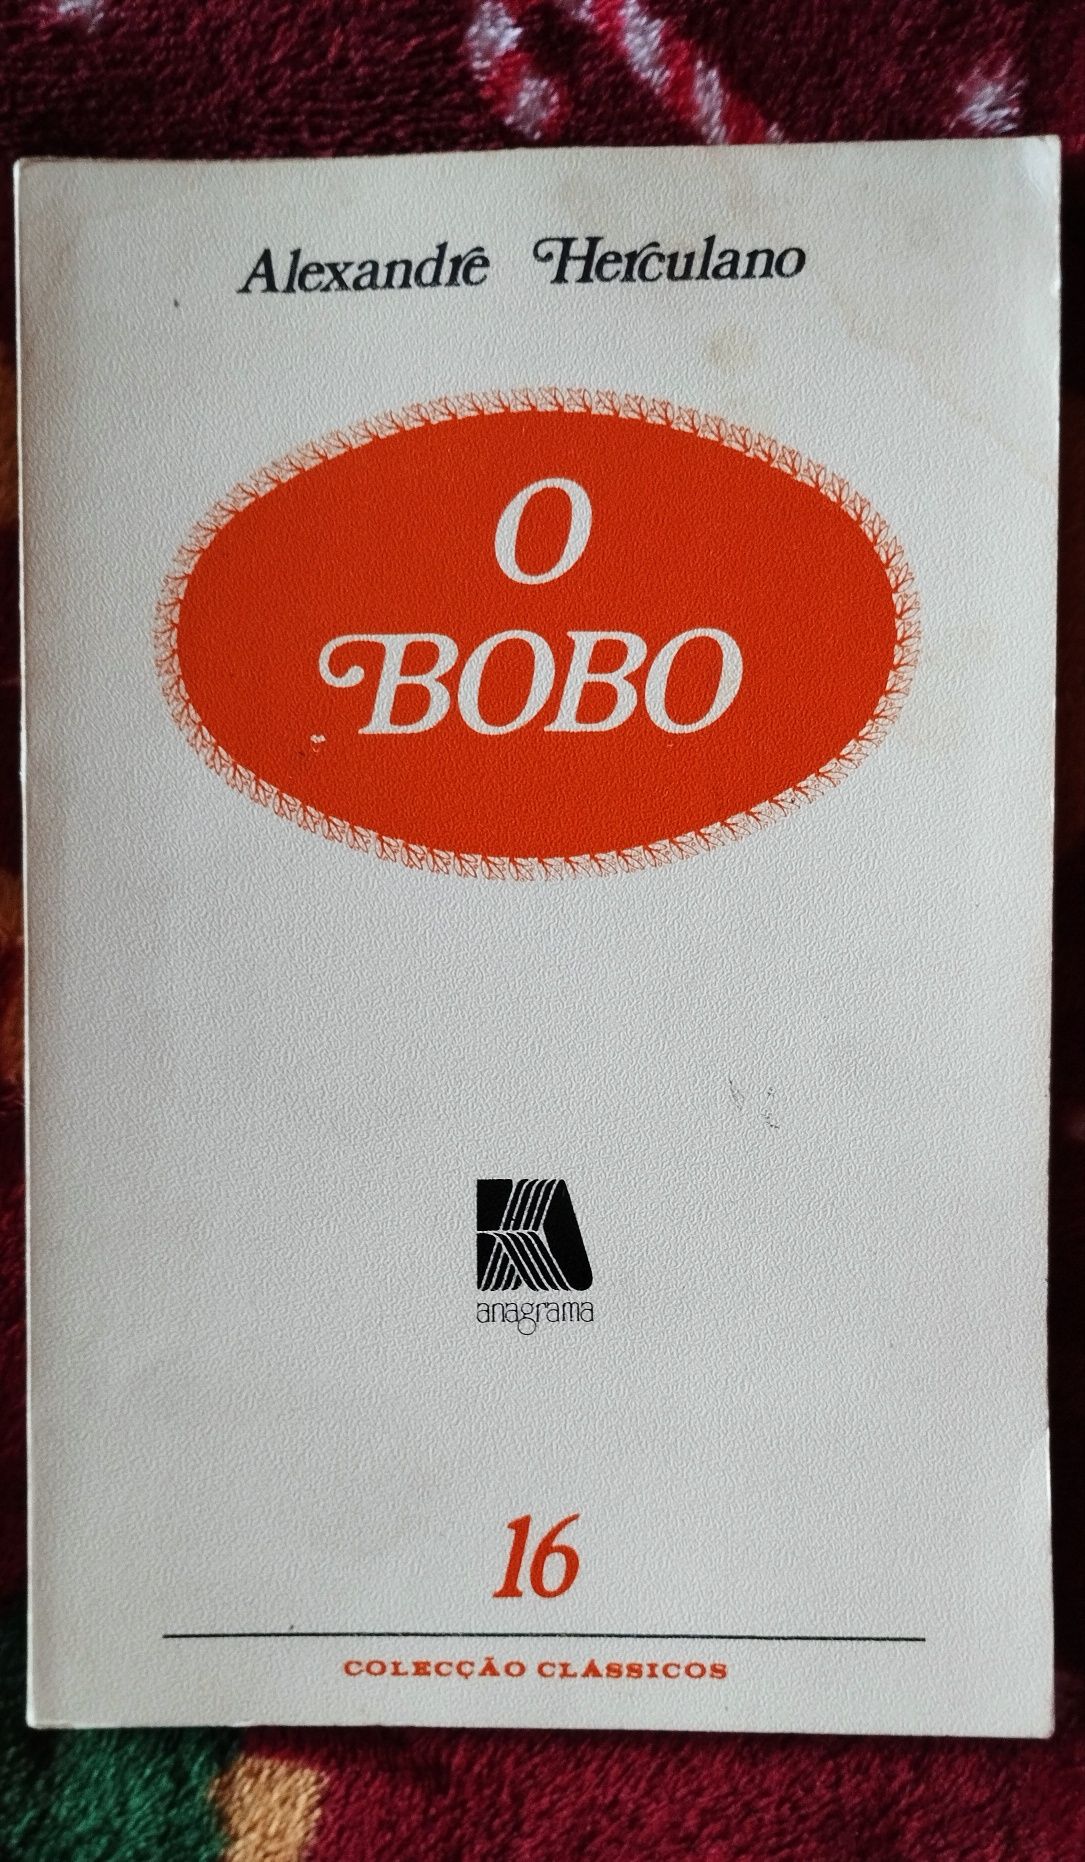 Alexandre Herculano
O
BOBO
anagrama
16
COLECÇÃO CLÁSSICOS